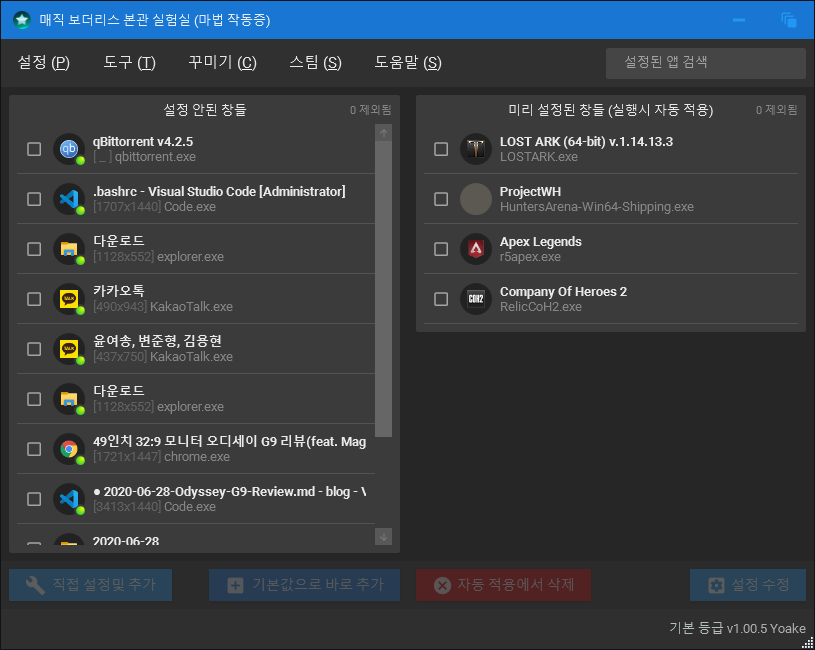 매직 보더리스 본관 실험실 (마법 작동중)
설정 (P) 도구 (T) 꾸미기 (C) 스팀 (S) 도움말 (S) 설정된 앱 검색
설정 안된 창들 0 제외됨
qBittorrent v4.2.5
[ _ ] qbittorrent.exe
.bashrc - Visual Studio Code [Administrator]
[1707x1440] Code.exe
다운로드
[1128x552] explorer.exe
카카오톡
[490x943] KakaoTalk.exe
윤여송, 변준형, 김용현
[437x750] KakaoTalk.exe
다운로드
[1128x552] explorer.exe
49인치 32:9 모니터 오디세이 G9 리뷰(feat. Mag
[1721x1447] chrome.exe
● 2020-06-28-Odyssey-G9-Review.md - blog - V
[3413x1440] Code.exe
2020-06-28
미리 설정된 창들 (실행시 자동 적용) 0 제외됨
LOST ARK (64-bit) v.1.14.13.3
LOSTARK.exe
ProjectWH
HuntersArena-Win64-Shipping.exe
Apex Legends
r5apex.exe
COH2
Company Of Heroes 2
RelicCoH2.exe
직접 설정및 추가 기본값으로 바로 추가 자동 적용에서 삭제 설정 수정
기본 등급 v1.00.5 Yoake